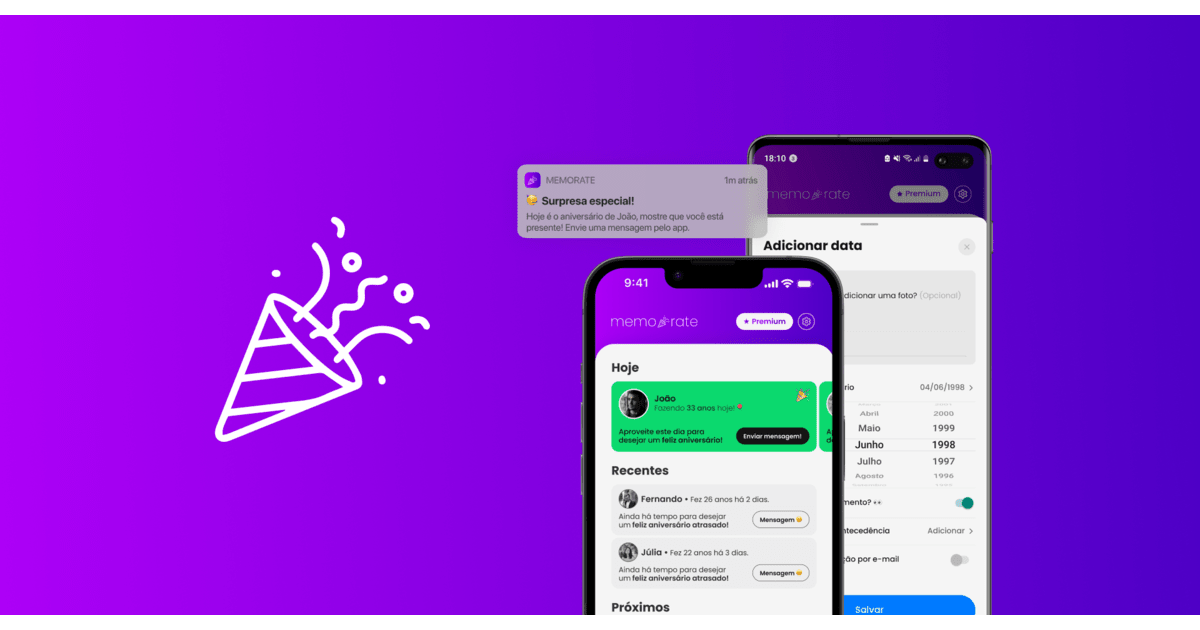 MEMORATE 1m atrás
Surpresa especial!
Hoje é o aniversário de João, mostre que você está
presente! Envie uma mensagem pelo app.
9:41
memorate Premium
Hoje
João
Fazendo 33 anos hoje!
Aproveite este dia para
desejar um feliz aniversário!
Enviar mensagem!
Recentes
Fernando • Fez 26 anos há 2 dias.
Ainda há tempo para desejar
um feliz aniversário atrasado!
Mensagem
Júlia • Fez 22 anos há 3 dias.
Ainda há tempo para desejar
um feliz aniversário atrasado!
Mensagem
Próximos
18:10
memorate Premium
Adicionar data
dicionar uma foto? (Opcional)
rio 04/06/1998
Abril 2000
Maio 1999
Junho 1998
Julho 1997
Agosto 1996
mento?
ntecedência Adicionar
ção por e-mail
Salvar